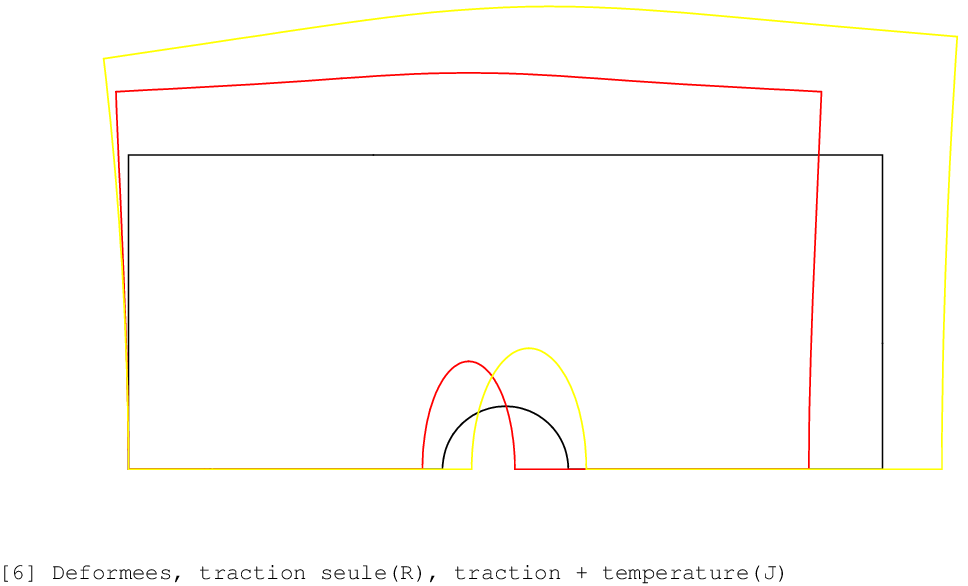 [6] Deformees, traction seule(R), traction + temperature(J)